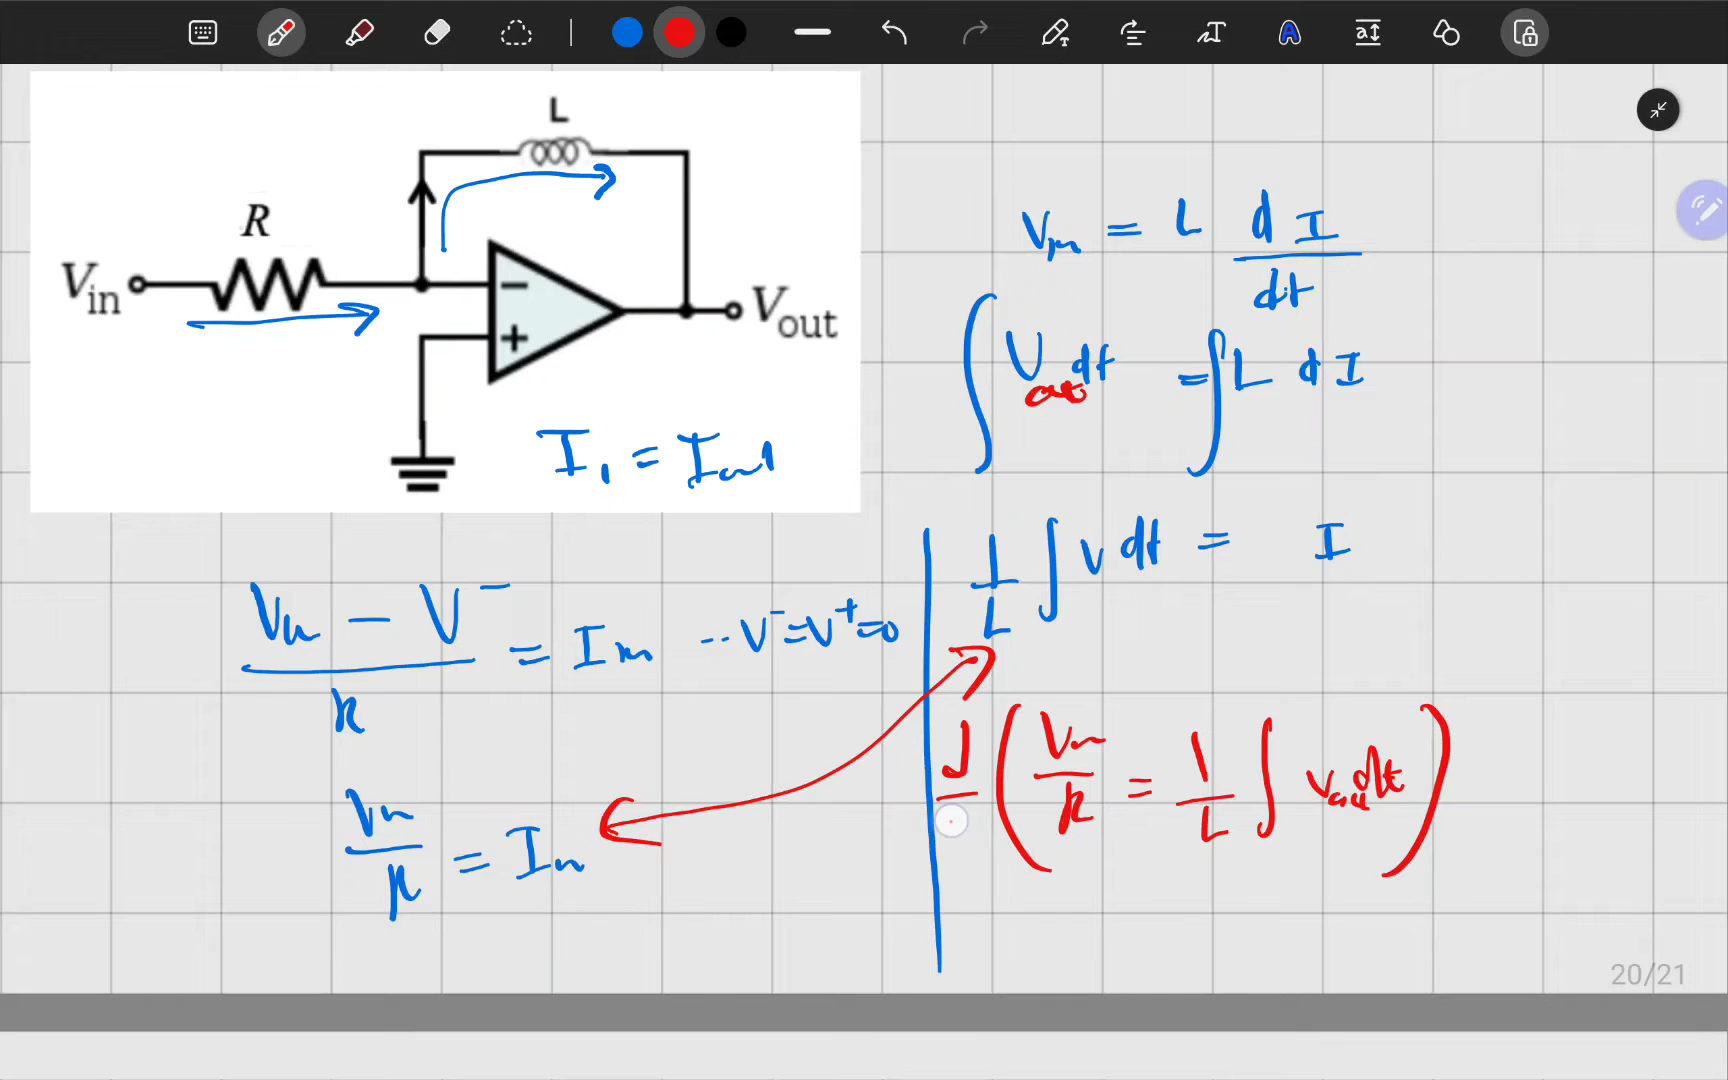 L
R
Vin
Vout
I₁ = Iout
Vin = L dI/dt
∫ Vout dt = ∫ L dI
1/L ∫ v dt = I
(Vin − V⁻)/R = Iin ... V⁻ = V⁺ = 0
Vin/R = Iin
d/ (Vin/R = 1/L ∫ Vout dt)
20/21